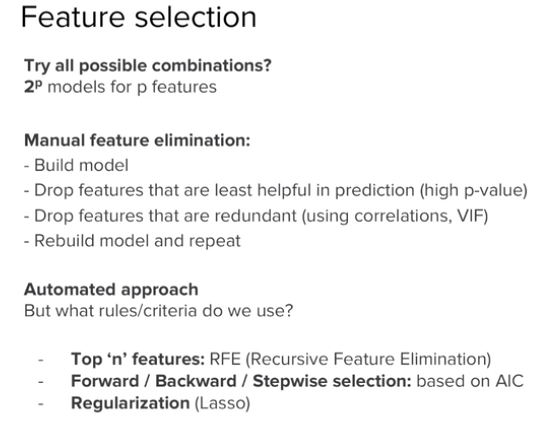 Feature selection
Try all possible combinations?
2ᵖ models for p features
Manual feature elimination:
- Build model
- Drop features that are least helpful in prediction (high p-value)
- Drop features that are redundant (using correlations, VIF)
- Rebuild model and repeat
Automated approach
But what rules/criteria do we use?
- Top ‘n’ features: RFE (Recursive Feature Elimination)
- Forward / Backward / Stepwise selection: based on AIC
- Regularization (Lasso)